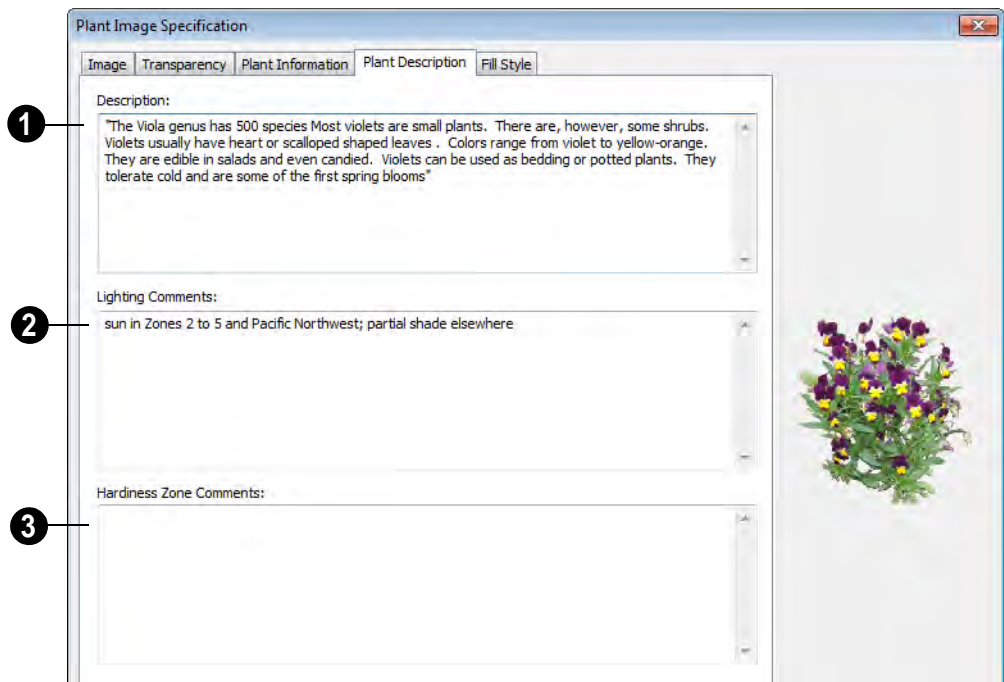 Plant Image Specification
Image Transparency Plant Information Plant Description Fill Style
Description:
1
"The Viola genus has 500 species Most violets are small plants.  There are, however, some shrubs.
Violets usually have heart or scalloped shaped leaves .  Colors range from violet to yellow-orange.
They are edible in salads and even candied.  Violets can be used as bedding or potted plants.  They
tolerate cold and are some of the first spring blooms"
Lighting Comments:
2
sun in Zones 2 to 5 and Pacific Northwest; partial shade elsewhere
Hardiness Zone Comments:
3